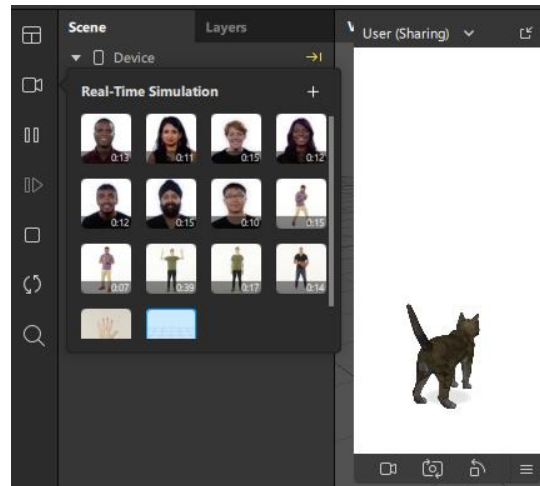 Scene Layers
User (Sharing)
Device
Real-Time Simulation +
0:13 0:11 0:15 0:12
0:12 0:15 0:10 0:15
0:07 0:39 0:17 0:14